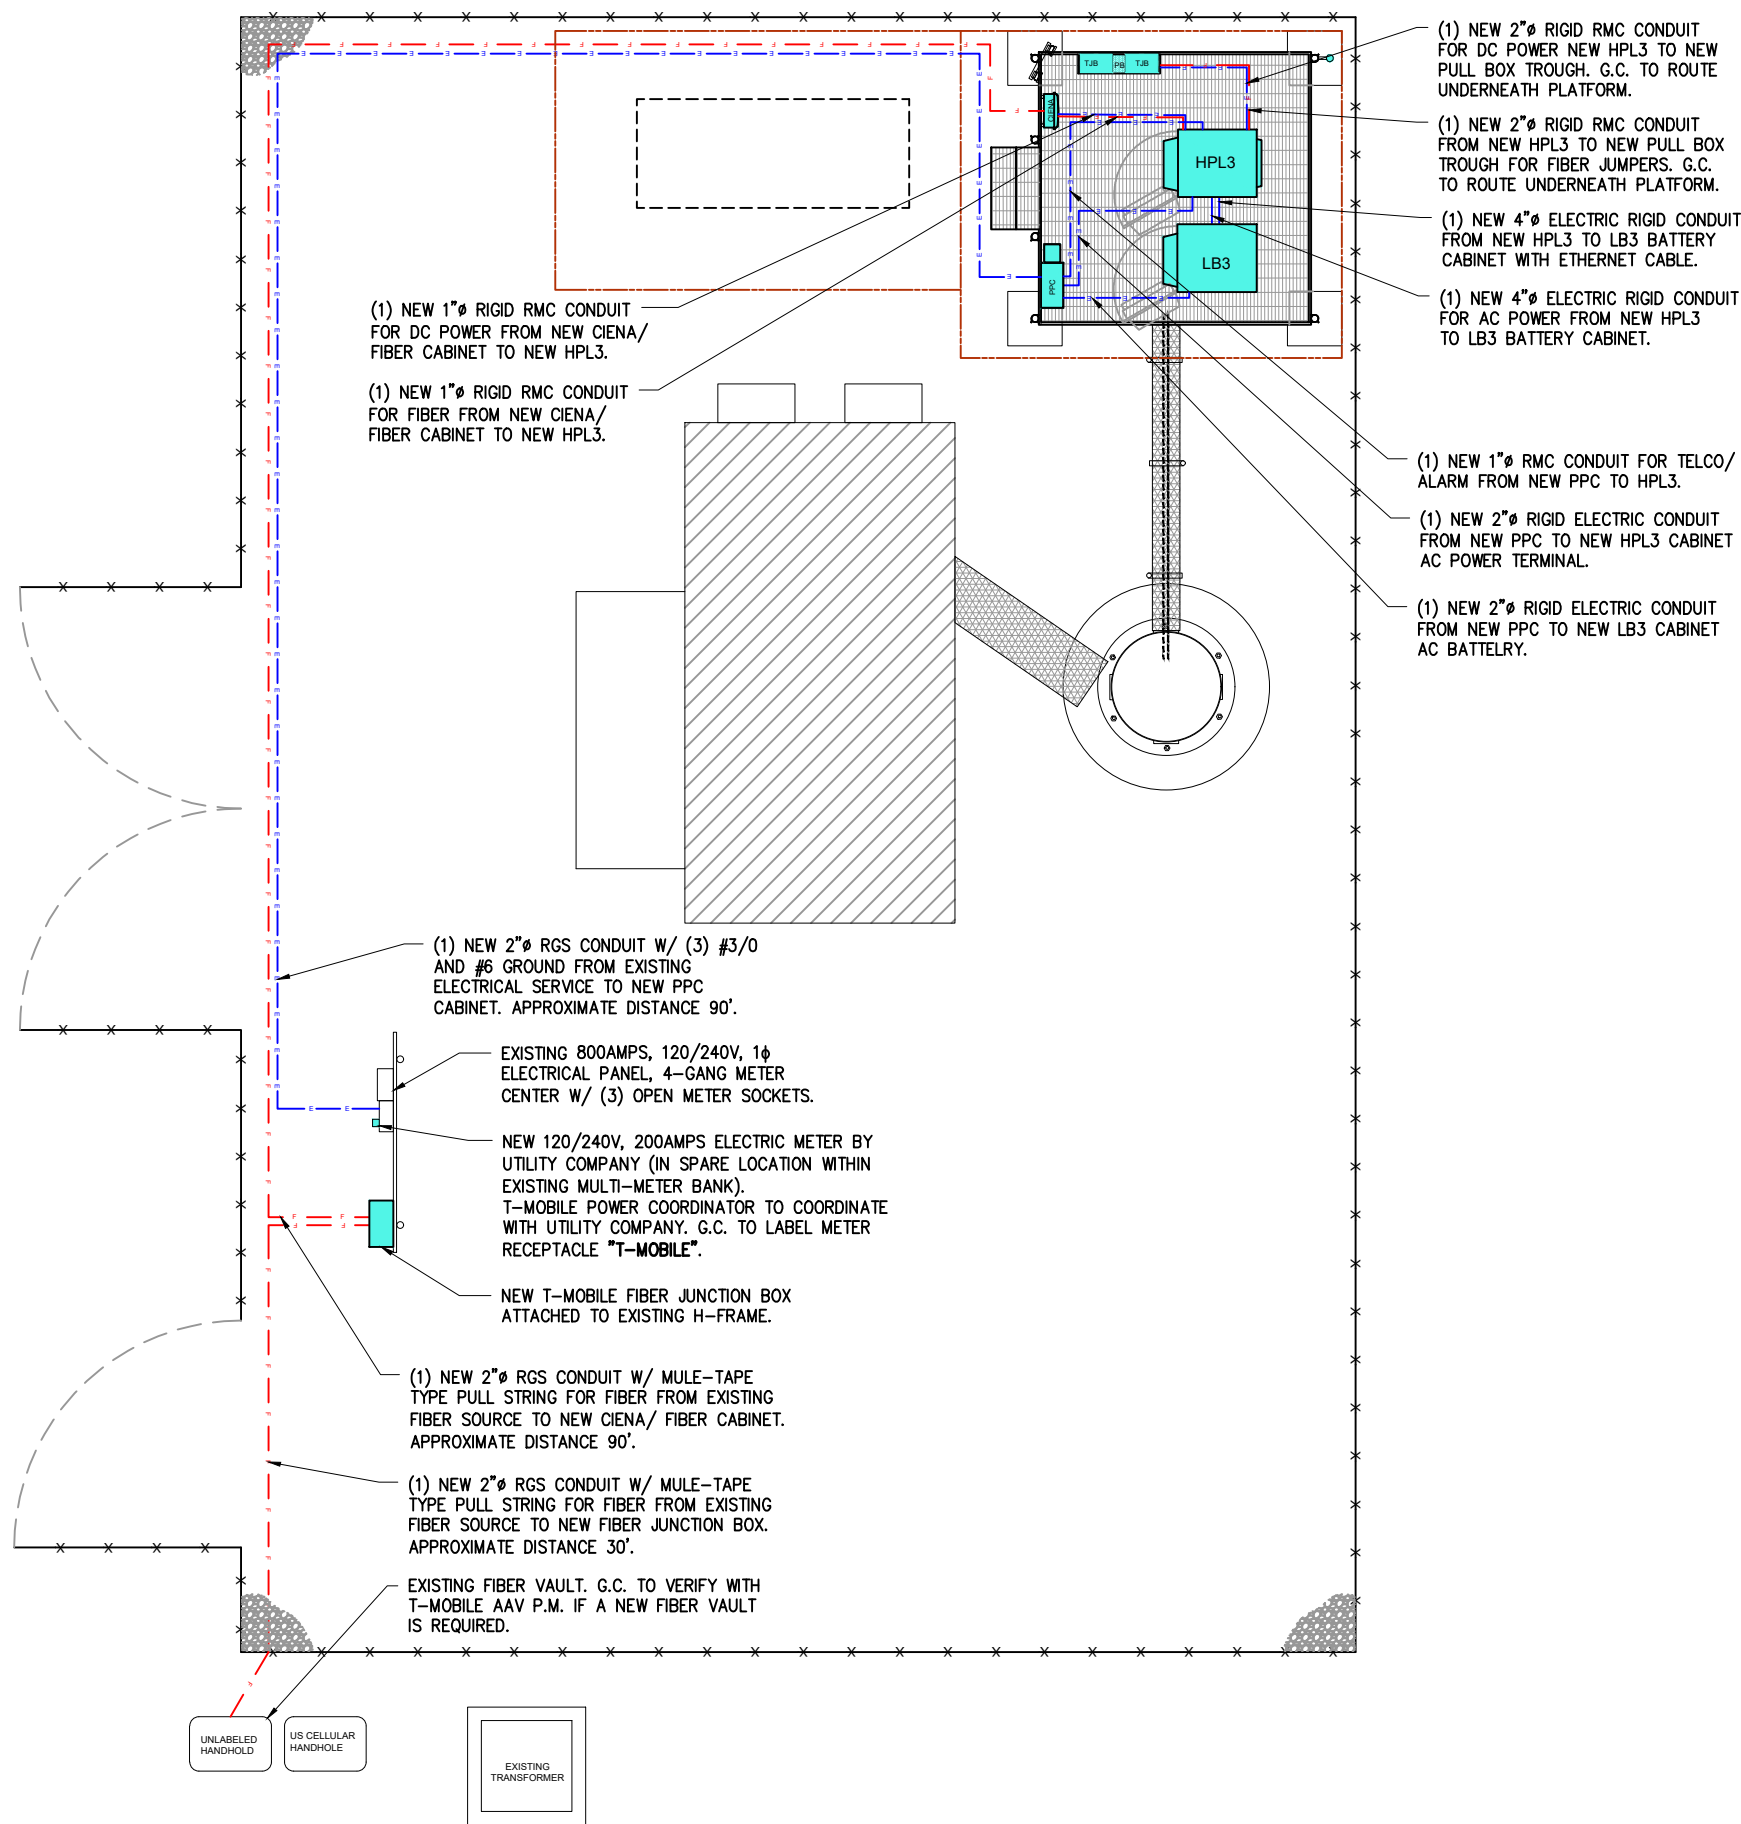 (1) NEW 2"ø RIGID RMC CONDUIT
FOR DC POWER NEW HPL3 TO NEW
PULL BOX TROUGH. G.C. TO ROUTE
UNDERNEATH PLATFORM.
(1) NEW 2"ø RIGID RMC CONDUIT
FROM NEW HPL3 TO NEW PULL BOX
TROUGH FOR FIBER JUMPERS. G.C.
TO ROUTE UNDERNEATH PLATFORM.
(1) NEW 4"ø ELECTRIC RIGID CONDUIT
FROM NEW HPL3 TO LB3 BATTERY
CABINET WITH ETHERNET CABLE.
(1) NEW 4"ø ELECTRIC RIGID CONDUIT
FOR AC POWER FROM NEW HPL3
TO LB3 BATTERY CABINET.
TJB PB TJB
CIENA
HPL3
LB3
PPC
(1) NEW 1"ø RIGID RMC CONDUIT
FOR DC POWER FROM NEW CIENA/
FIBER CABINET TO NEW HPL3.
(1) NEW 1"ø RIGID RMC CONDUIT
FOR FIBER FROM NEW CIENA/
FIBER CABINET TO NEW HPL3.
(1) NEW 1"ø RMC CONDUIT FOR TELCO/
ALARM FROM NEW PPC TO HPL3.
(1) NEW 2"ø RIGID ELECTRIC CONDUIT
FROM NEW PPC TO NEW HPL3 CABINET
AC POWER TERMINAL.
(1) NEW 2"ø RIGID ELECTRIC CONDUIT
FROM NEW PPC TO NEW LB3 CABINET
AC BATTELRY.
(1) NEW 2"ø RGS CONDUIT W/ (3) #3/0
AND #6 GROUND FROM EXISTING
ELECTRICAL SERVICE TO NEW PPC
CABINET. APPROXIMATE DISTANCE 90'.
EXISTING 800AMPS, 120/240V, 1ϕ
ELECTRICAL PANEL, 4-GANG METER
CENTER W/ (3) OPEN METER SOCKETS.
NEW 120/240V, 200AMPS ELECTRIC METER BY
UTILITY COMPANY (IN SPARE LOCATION WITHIN
EXISTING MULTI-METER BANK).
T-MOBILE POWER COORDINATOR TO COORDINATE
WITH UTILITY COMPANY. G.C. TO LABEL METER
RECEPTACLE "T-MOBILE".
NEW T-MOBILE FIBER JUNCTION BOX
ATTACHED TO EXISTING H-FRAME.
(1) NEW 2"ø RGS CONDUIT W/ MULE-TAPE
TYPE PULL STRING FOR FIBER FROM EXISTING
FIBER SOURCE TO NEW CIENA/ FIBER CABINET.
APPROXIMATE DISTANCE 90'.
(1) NEW 2"ø RGS CONDUIT W/ MULE-TAPE
TYPE PULL STRING FOR FIBER FROM EXISTING
FIBER SOURCE TO NEW FIBER JUNCTION BOX.
APPROXIMATE DISTANCE 30'.
EXISTING FIBER VAULT. G.C. TO VERIFY WITH
T-MOBILE AAV P.M. IF A NEW FIBER VAULT
IS REQUIRED.
UNLABELED
HANDHOLD
US CELLULAR
HANDHOLE
EXISTING
TRANSFORMER